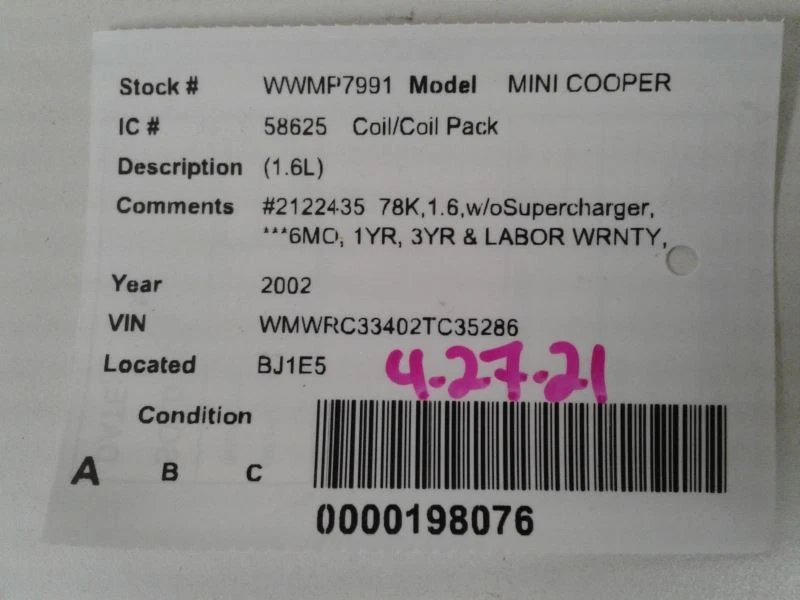 Stock # WWMP7991 Model MINI COOPER
IC # 58625 Coil/Coil Pack
Description (1.6L)
Comments #2122435 78K,1.6,w/oSupercharger,
***6MO, 1YR, 3YR & LABOR WRNTY,
Year 2002
VIN WMWRC33402TC35286
Located BJ1E5 4-27-21
Condition
A B C
0000198076